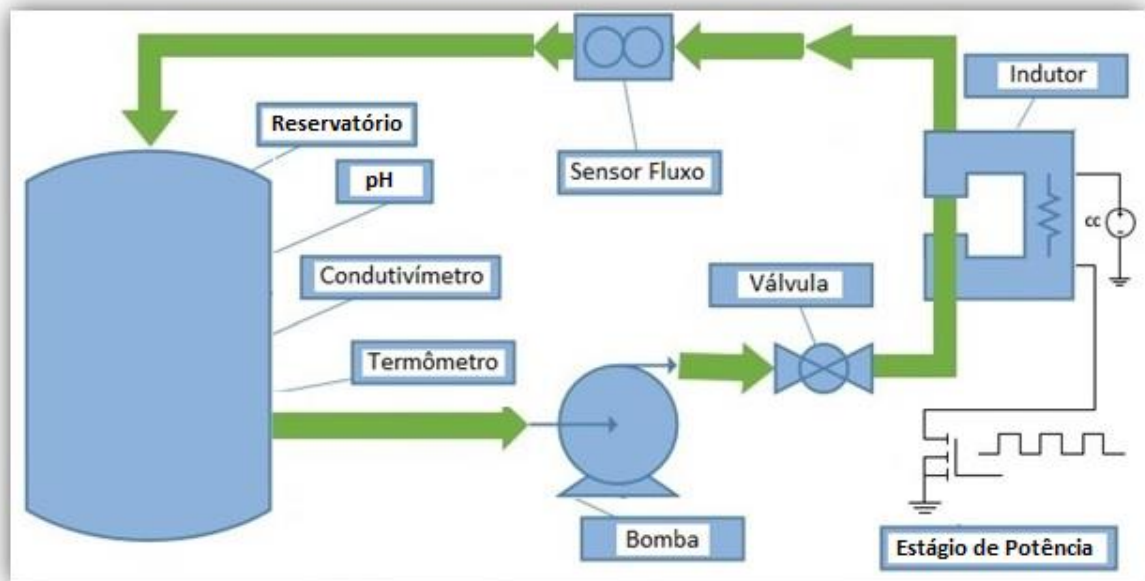 Indutor
Reservatório
Sensor Fluxo
pH
cc
Condutivímetro
Válvula
Termômetro
Bomba
Estágio de Potência